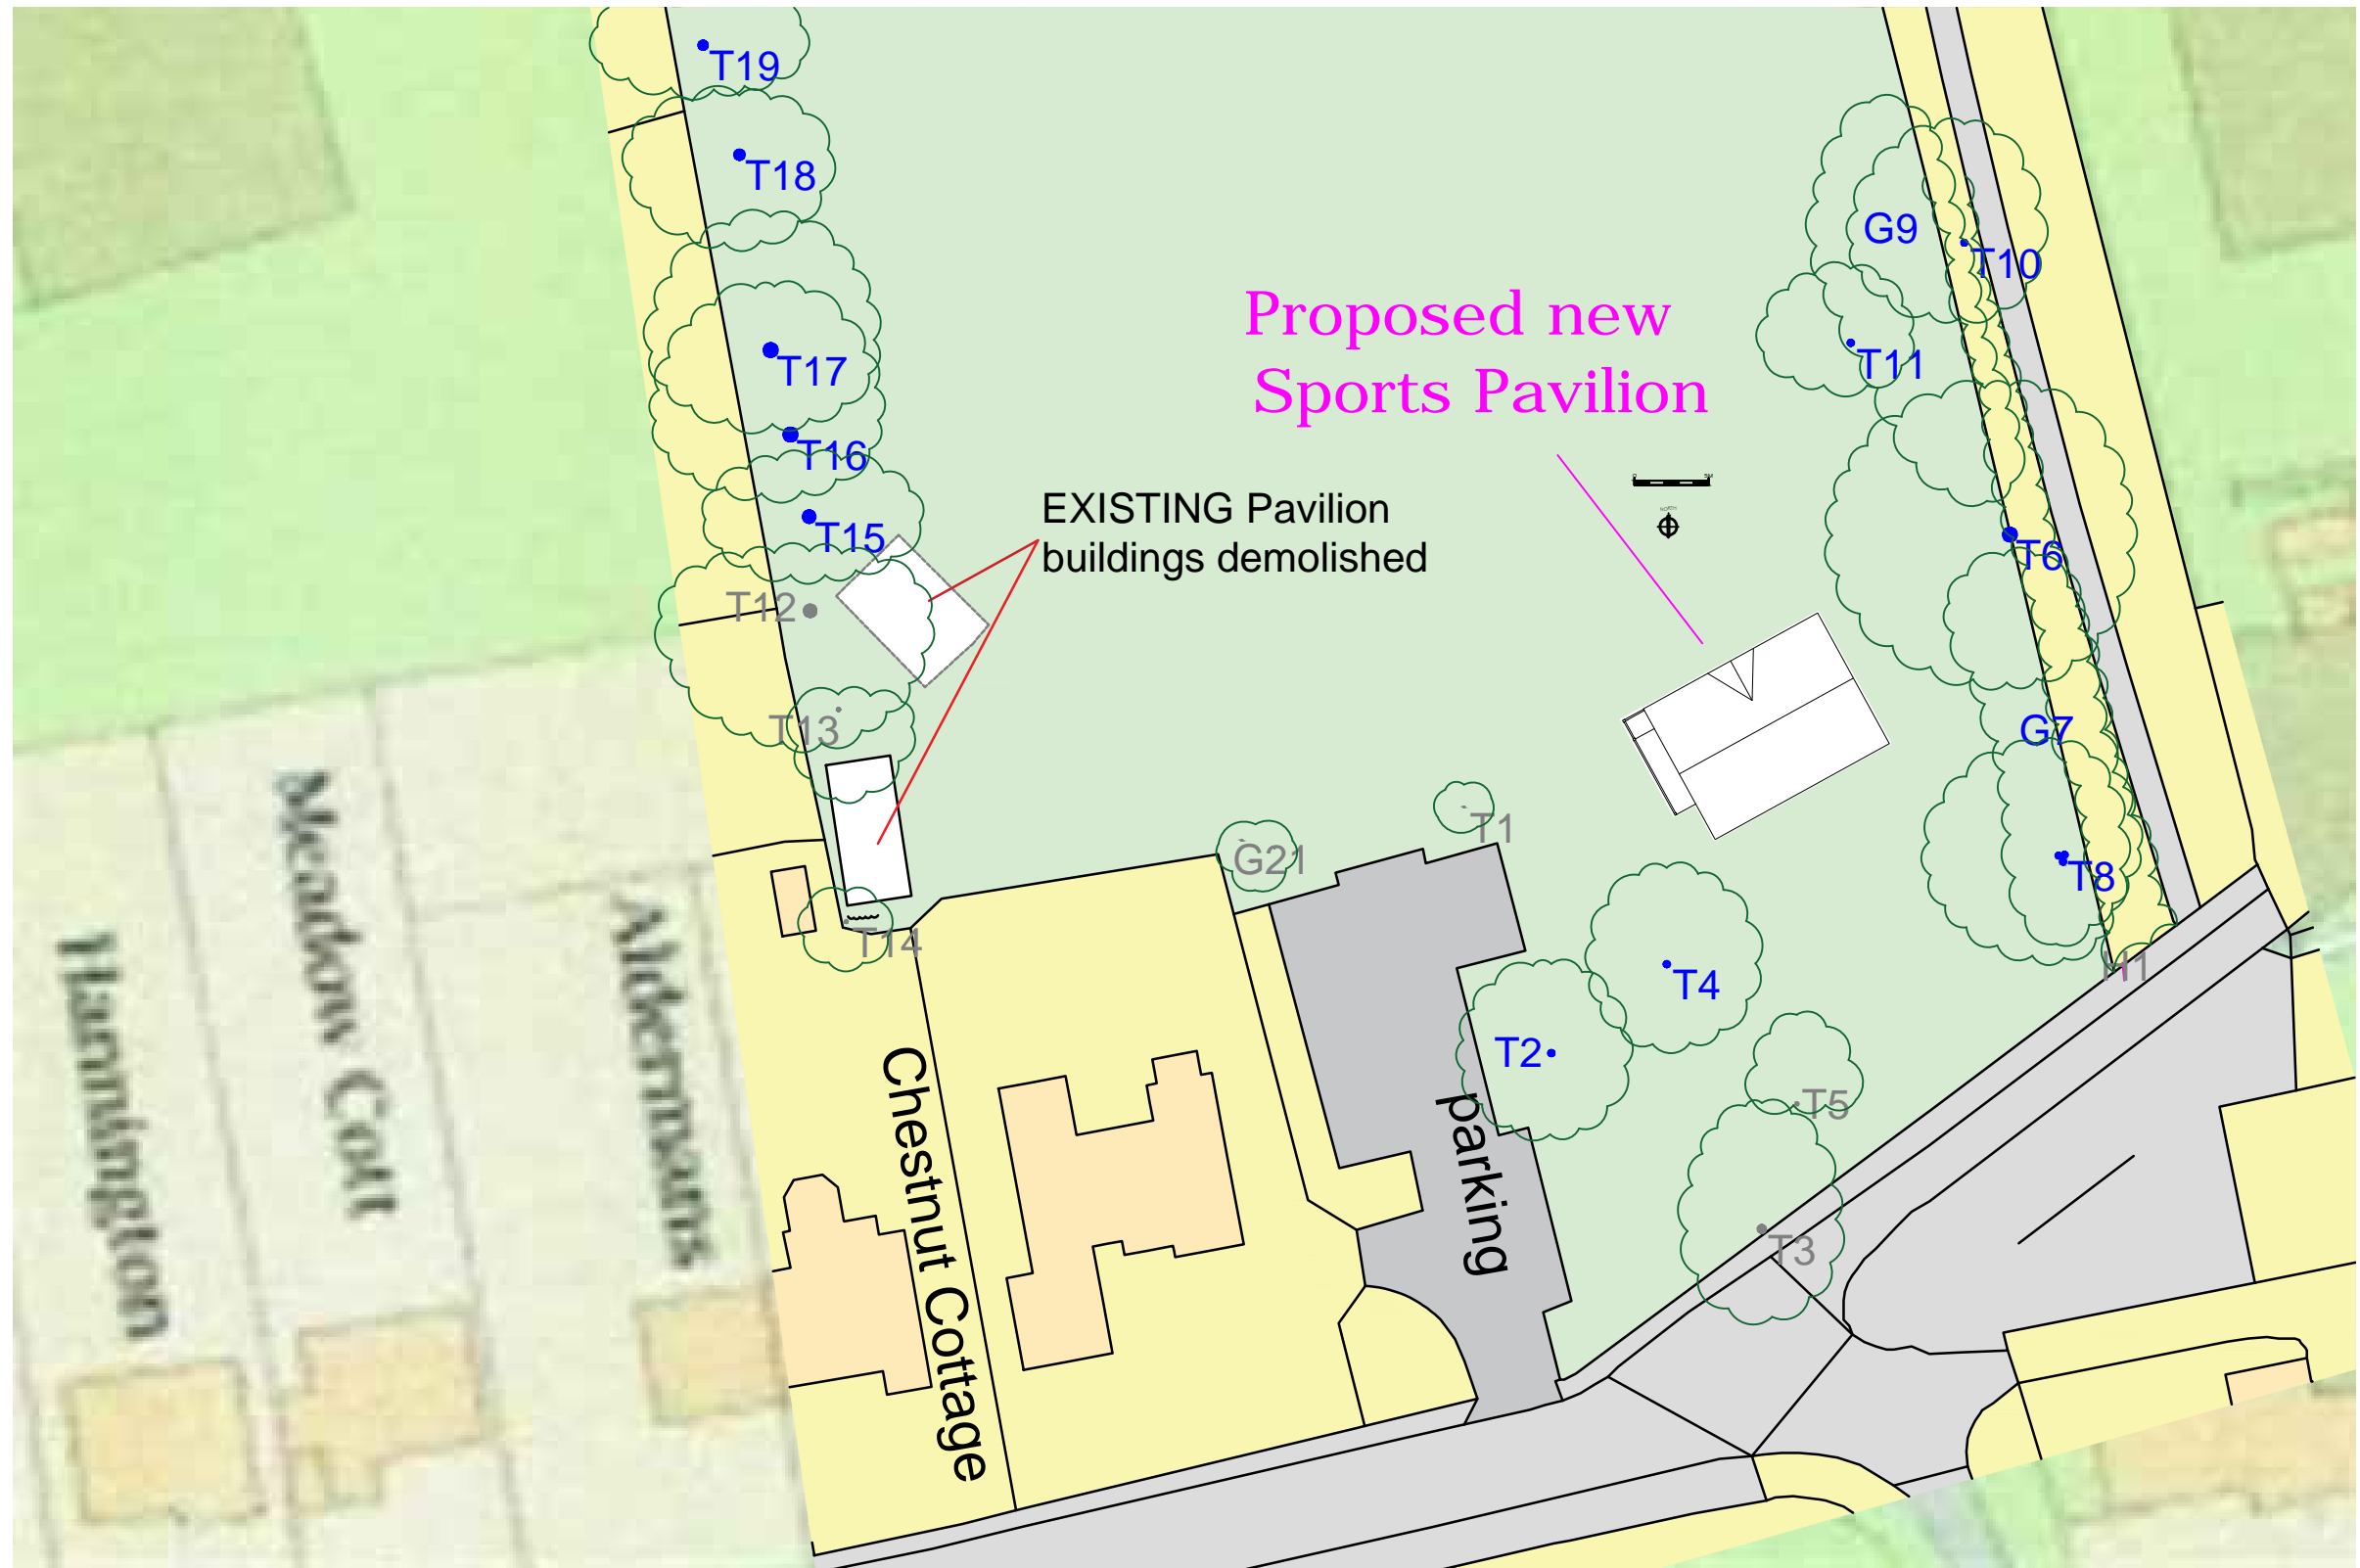 T19
T18
G9
T10
Proposed new
Sports Pavilion
T11
T17
T16
EXISTING Pavilion
buildings demolished
T15
NORTH
T6
T12
T13
G7
T1
G21
T8
T14
H1
T4
T2
T5
T3
Hannington
Meadow Cott
Aldermans
Chestnut Cottage
parking